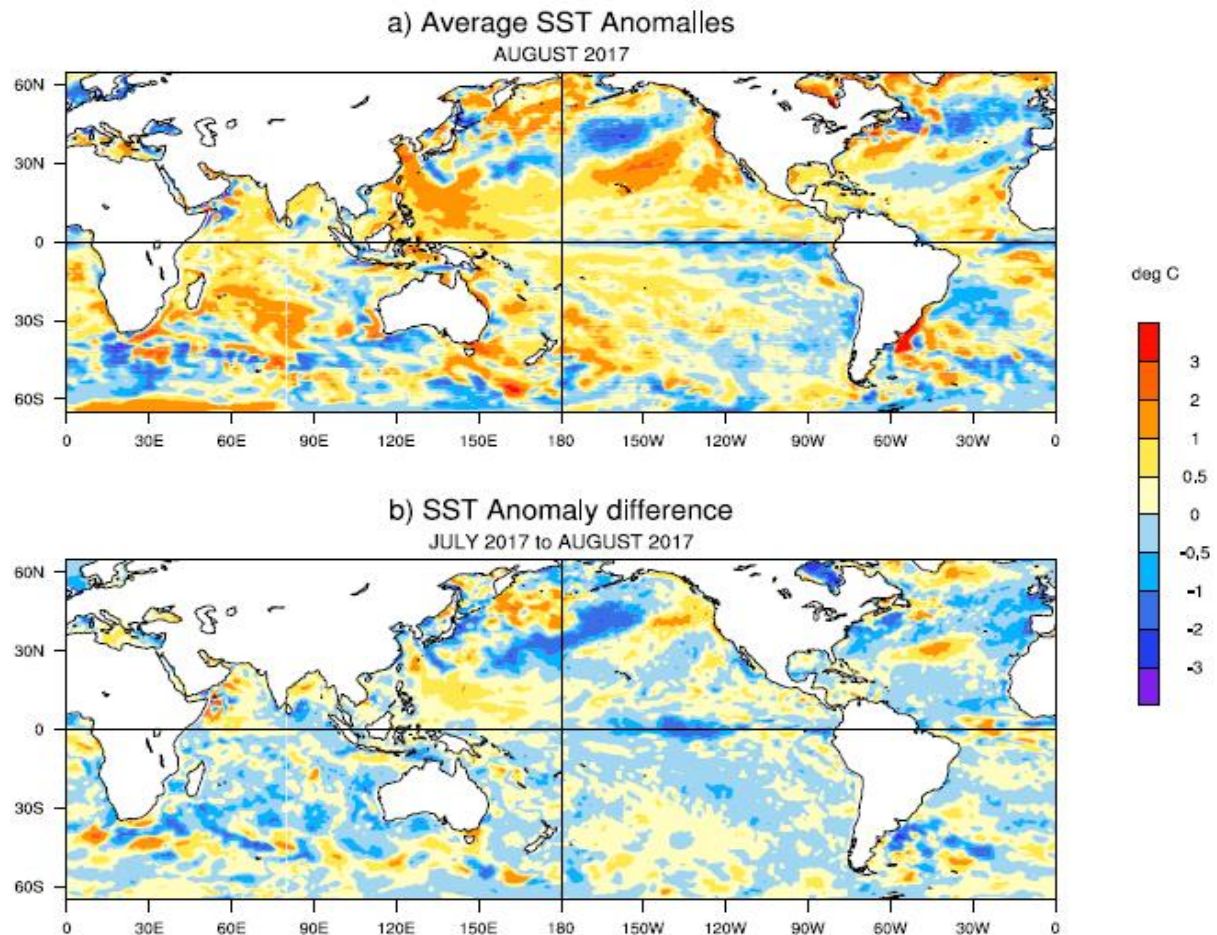 a) Average SST Anomalies
AUGUST 2017
60N
30N
0
30S
60S
0 30E 60E 90E 120E 150E 180 150W 120W 90W 60W 30W 0
deg C
3
2
1
0.5
0
-0.5
-1
-2
-3
b) SST Anomaly difference
JULY 2017 to AUGUST 2017
60N
30N
0
30S
60S
0 30E 60E 90E 120E 150E 180 150W 120W 90W 60W 30W 0